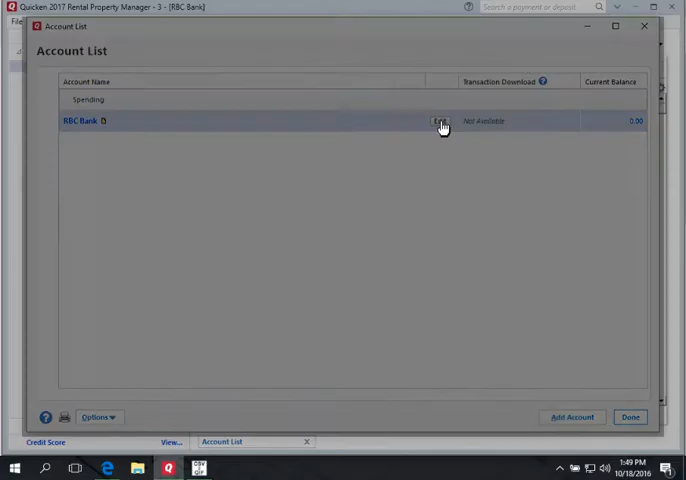 Quicken 2017 Rental Property Manager - 3 - [RBC Bank]
Search a payment or deposit
File
Account List
Account List
Account Name Transaction Download Current Balance
Spending
RBC Bank Edit Not Available 0.00
Options Add Account Done
Credit Score View... Account List
1:49 PM
10/18/2016